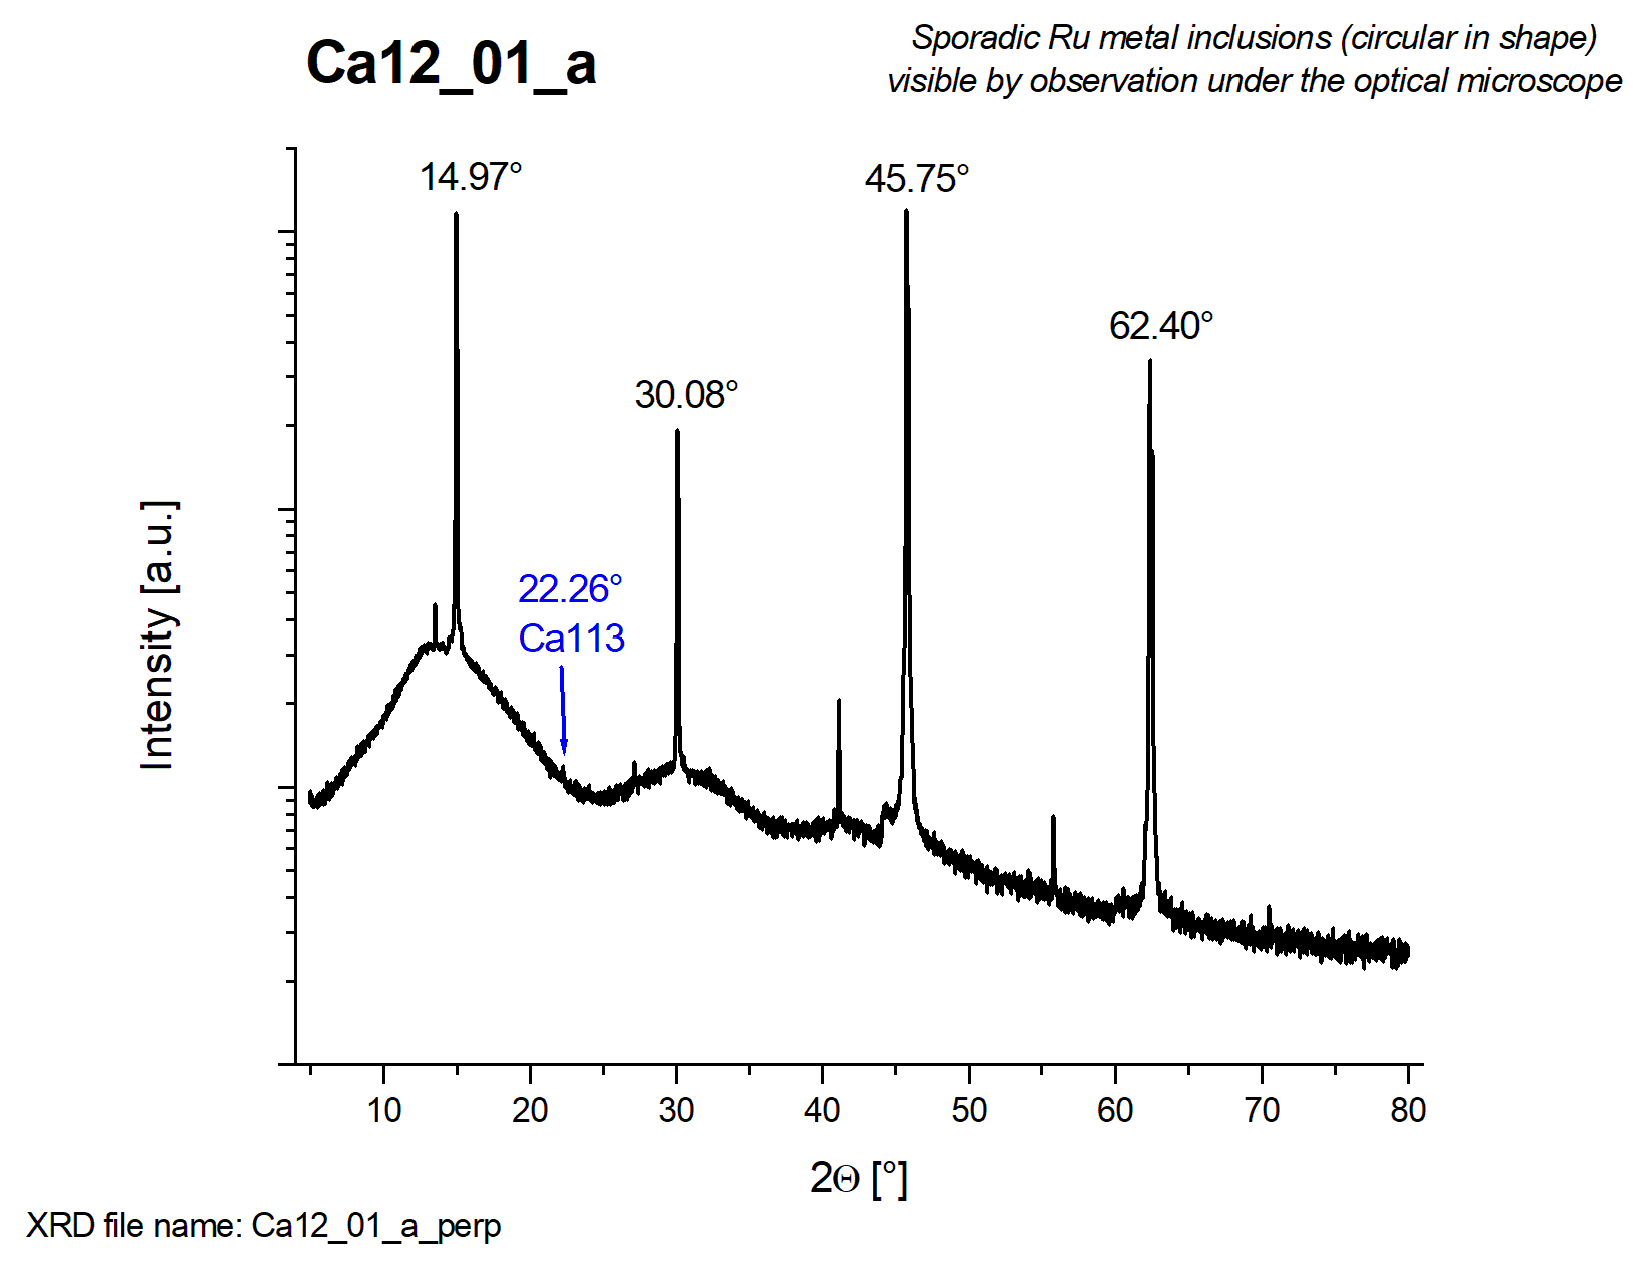 Ca12_01_a
Sporadic Ru metal inclusions (circular in shape)
visible by observation under the optical microscope
14.97°
45.75°
62.40°
30.08°
22.26°
Ca113
Intensity [a.u.]
10 20 30 40 50 60 70 80
2Θ [°]
XRD file name: Ca12_01_a_perp